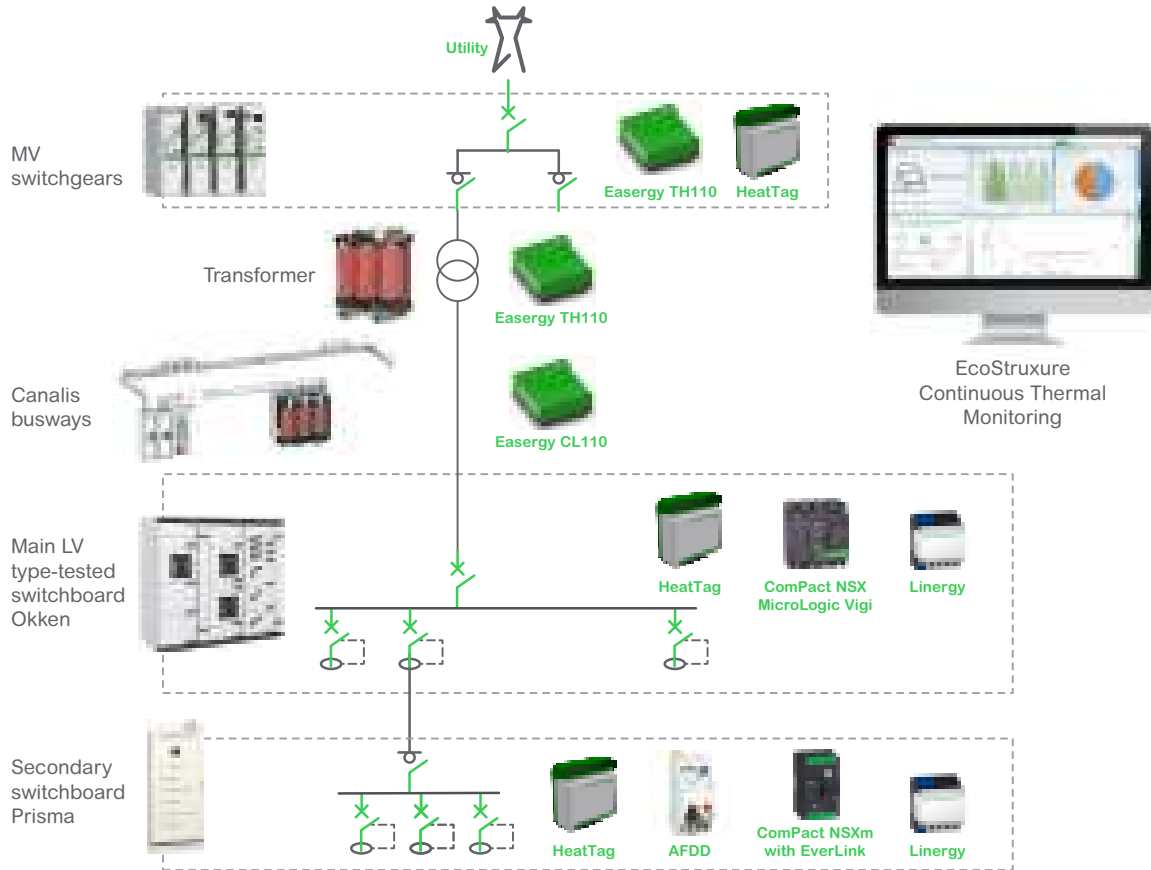 Utility
MV
switchgears
Easergy TH110
HeatTag
Transformer
Easergy TH110
EcoStruxure
Continuous Thermal
Monitoring
Canalis
busways
Easergy CL110
Main LV
type-tested
switchboard
Okken
HeatTag
ComPact NSX
MicroLogic Vigi
Linergy
Secondary
switchboard
Prisma
HeatTag
AFDD
ComPact NSXm
with EverLink
Linergy